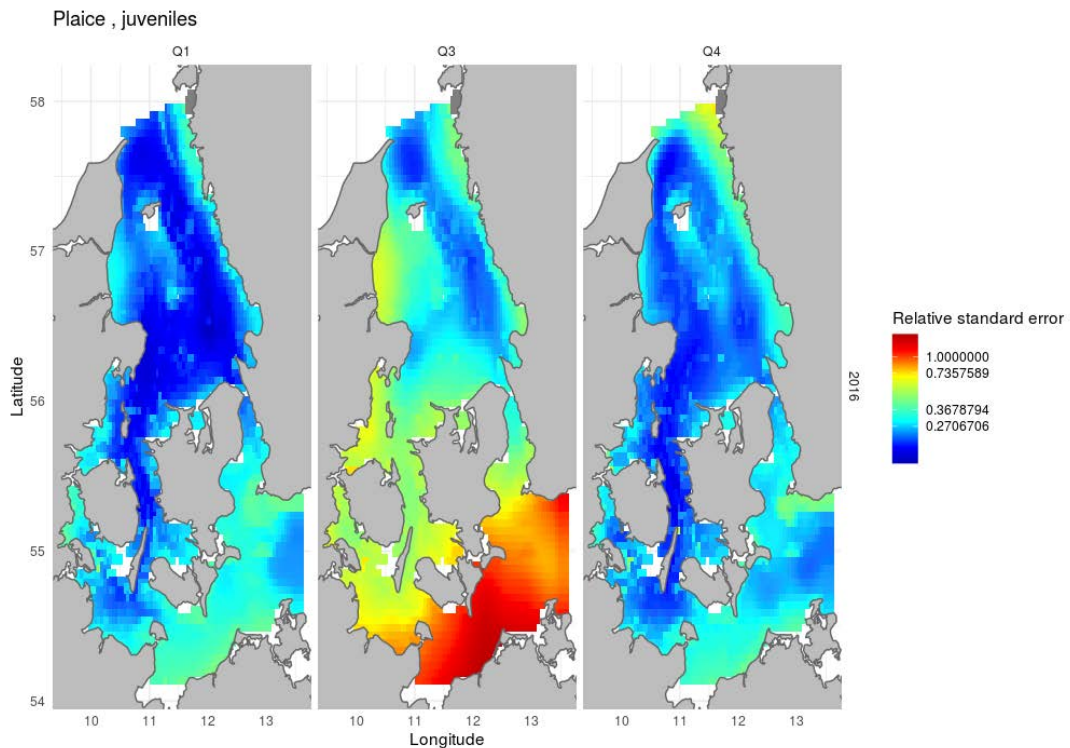 Plaice , juveniles
Q1 Q3 Q4
58
57
56
55
54
Latitude
10 11 12 13 10 11 12 13 10 11 12 13
Longitude
2016
Relative standard error
1.0000000
0.7357589
0.3678794
0.2706706